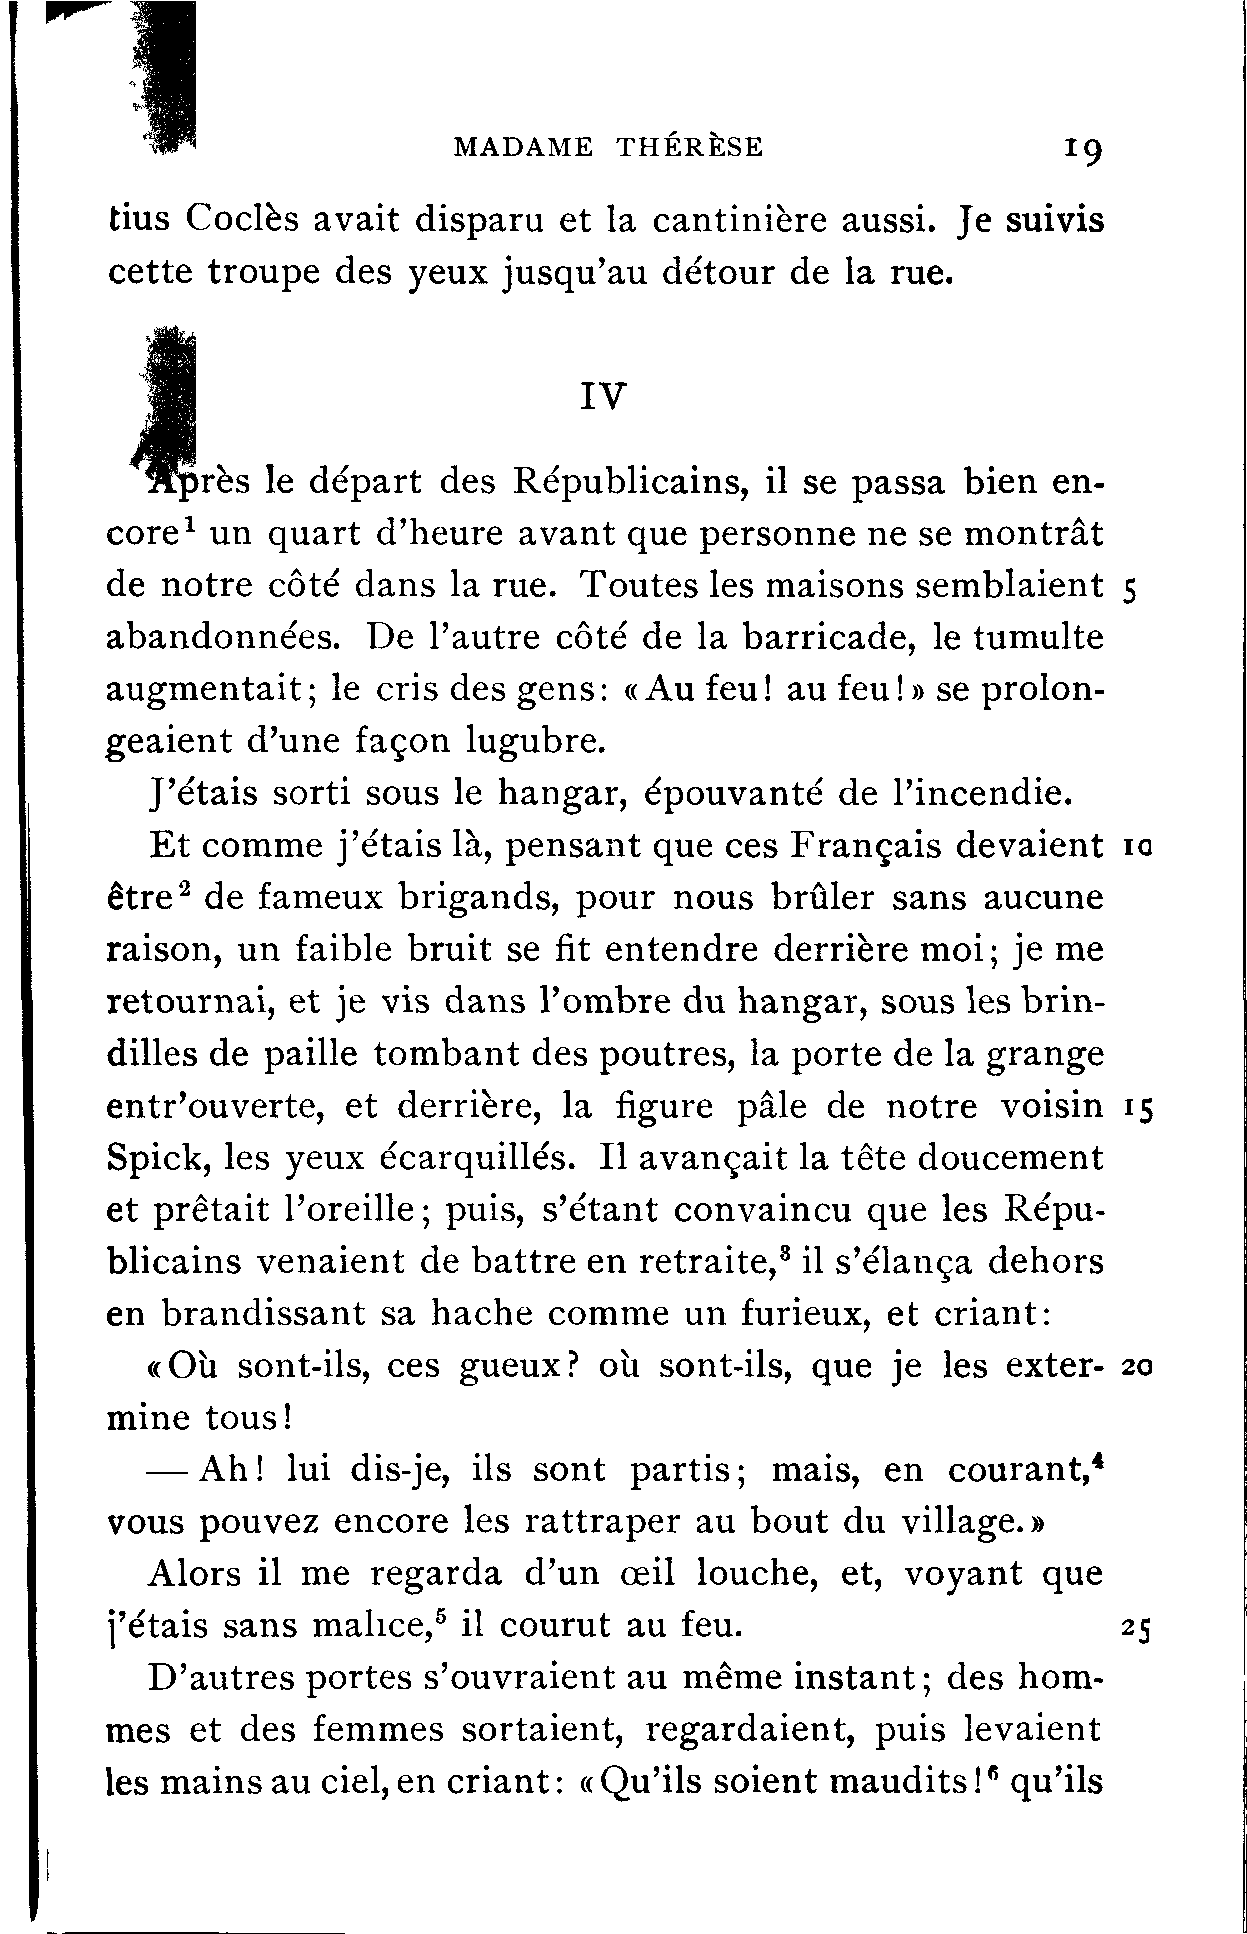 MADAME THÉRÈSE 19
tius Coclès avait disparu et la cantinière aussi. Je suivis
cette troupe des yeux jusqu'au détour de la rue.
IV
Après le départ des Républicains, il se passa bien en-
core¹ un quart d'heure avant que personne ne se montrât
de notre côté dans la rue. Toutes les maisons semblaient 5
abandonnées. De l'autre côté de la barricade, le tumulte
augmentait; le cris des gens: «Au feu! au feu!» se prolon-
geaient d'une façon lugubre.
J'étais sorti sous le hangar, épouvanté de l'incendie.
Et comme j'étais là, pensant que ces Français devaient 10
être² de fameux brigands, pour nous brûler sans aucune
raison, un faible bruit se fit entendre derrière moi; je me
retournai, et je vis dans l'ombre du hangar, sous les brin-
dilles de paille tombant des poutres, la porte de la grange
entr'ouverte, et derrière, la figure pâle de notre voisin 15
Spick, les yeux écarquillés. Il avançait la tête doucement
et prêtait l'oreille; puis, s'étant convaincu que les Répu-
blicains venaient de battre en retraite,³ il s'élança dehors
en brandissant sa hache comme un furieux, et criant:
«Où sont-ils, ces gueux? où sont-ils, que je les exter- 20
mine tous!
— Ah! lui dis-je, ils sont partis; mais, en courant,⁴
vous pouvez encore les rattraper au bout du village.»
Alors il me regarda d'un œil louche, et, voyant que
j'étais sans malice,⁵ il courut au feu. 25
D'autres portes s'ouvraient au même instant; des hom-
mes et des femmes sortaient, regardaient, puis levaient
les mains au ciel, en criant: «Qu'ils soient maudits!⁶ qu'ils